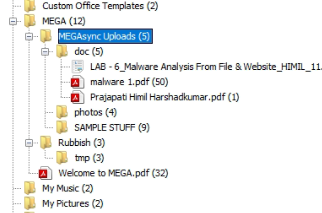 Custom Office Templates (2)
MEGA (12)
MEGAsync Uploads (5)
doc (5)
LAB - 6_Malware Analysis From File & Website_HIMIL_11.
malware 1.pdf (50)
Prajapati Himil Harshadkumar.pdf (1)
photos (4)
SAMPLE STUFF (9)
Rubbish (3)
tmp (3)
Welcome to MEGA.pdf (32)
My Music (2)
My Pictures (2)